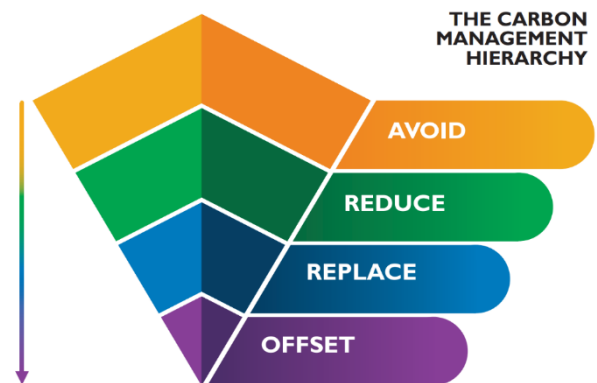 THE CARBON
MANAGEMENT
HIERARCHY
AVOID
REDUCE
REPLACE
OFFSET